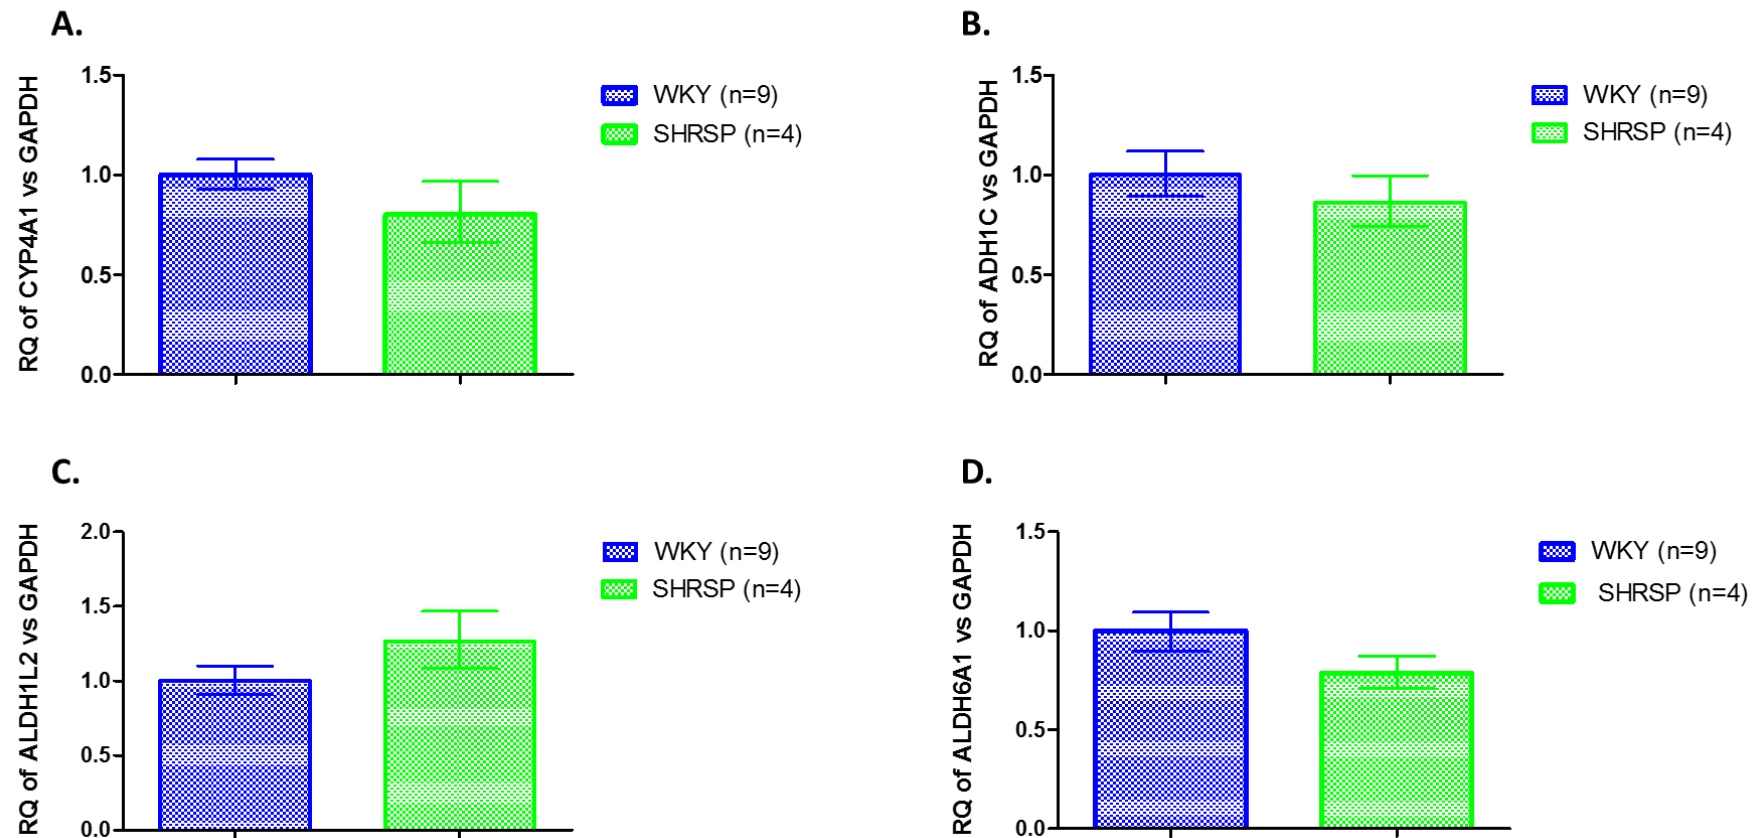 A.
RQ of CYP4A1 vs GAPDH
1.5
1.0
0.5
0.0
WKY (n=9)
SHRSP (n=4)
B.
RQ of ADH1C vs GAPDH
1.5
1.0
0.5
0.0
WKY (n=9)
SHRSP (n=4)
C.
RQ of ALDH1L2 vs GAPDH
2.0
1.5
1.0
0.5
0.0
WKY (n=9)
SHRSP (n=4)
D.
RQ of ALDH6A1 vs GAPDH
1.5
1.0
0.5
0.0
WKY (n=9)
SHRSP (n=4)